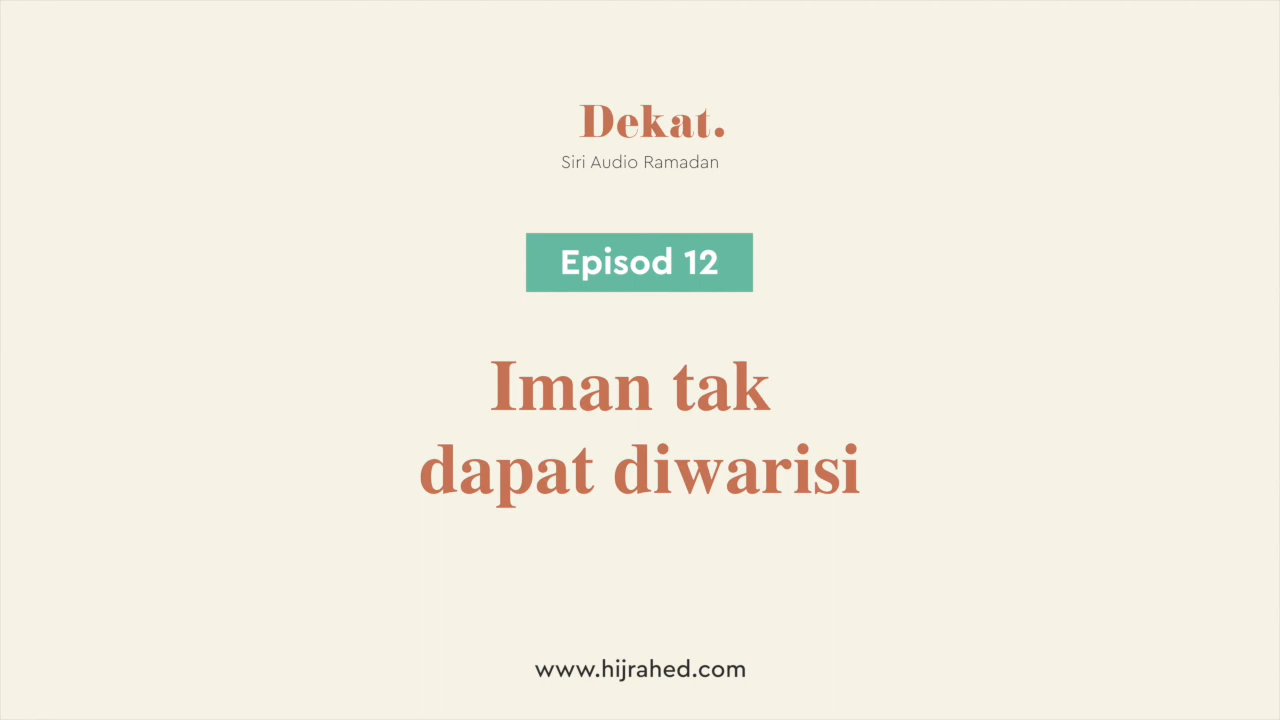 Dekat.
Siri Audio Ramadan
Episod 12
Iman tak
dapat diwarisi
www.hijrahed.com